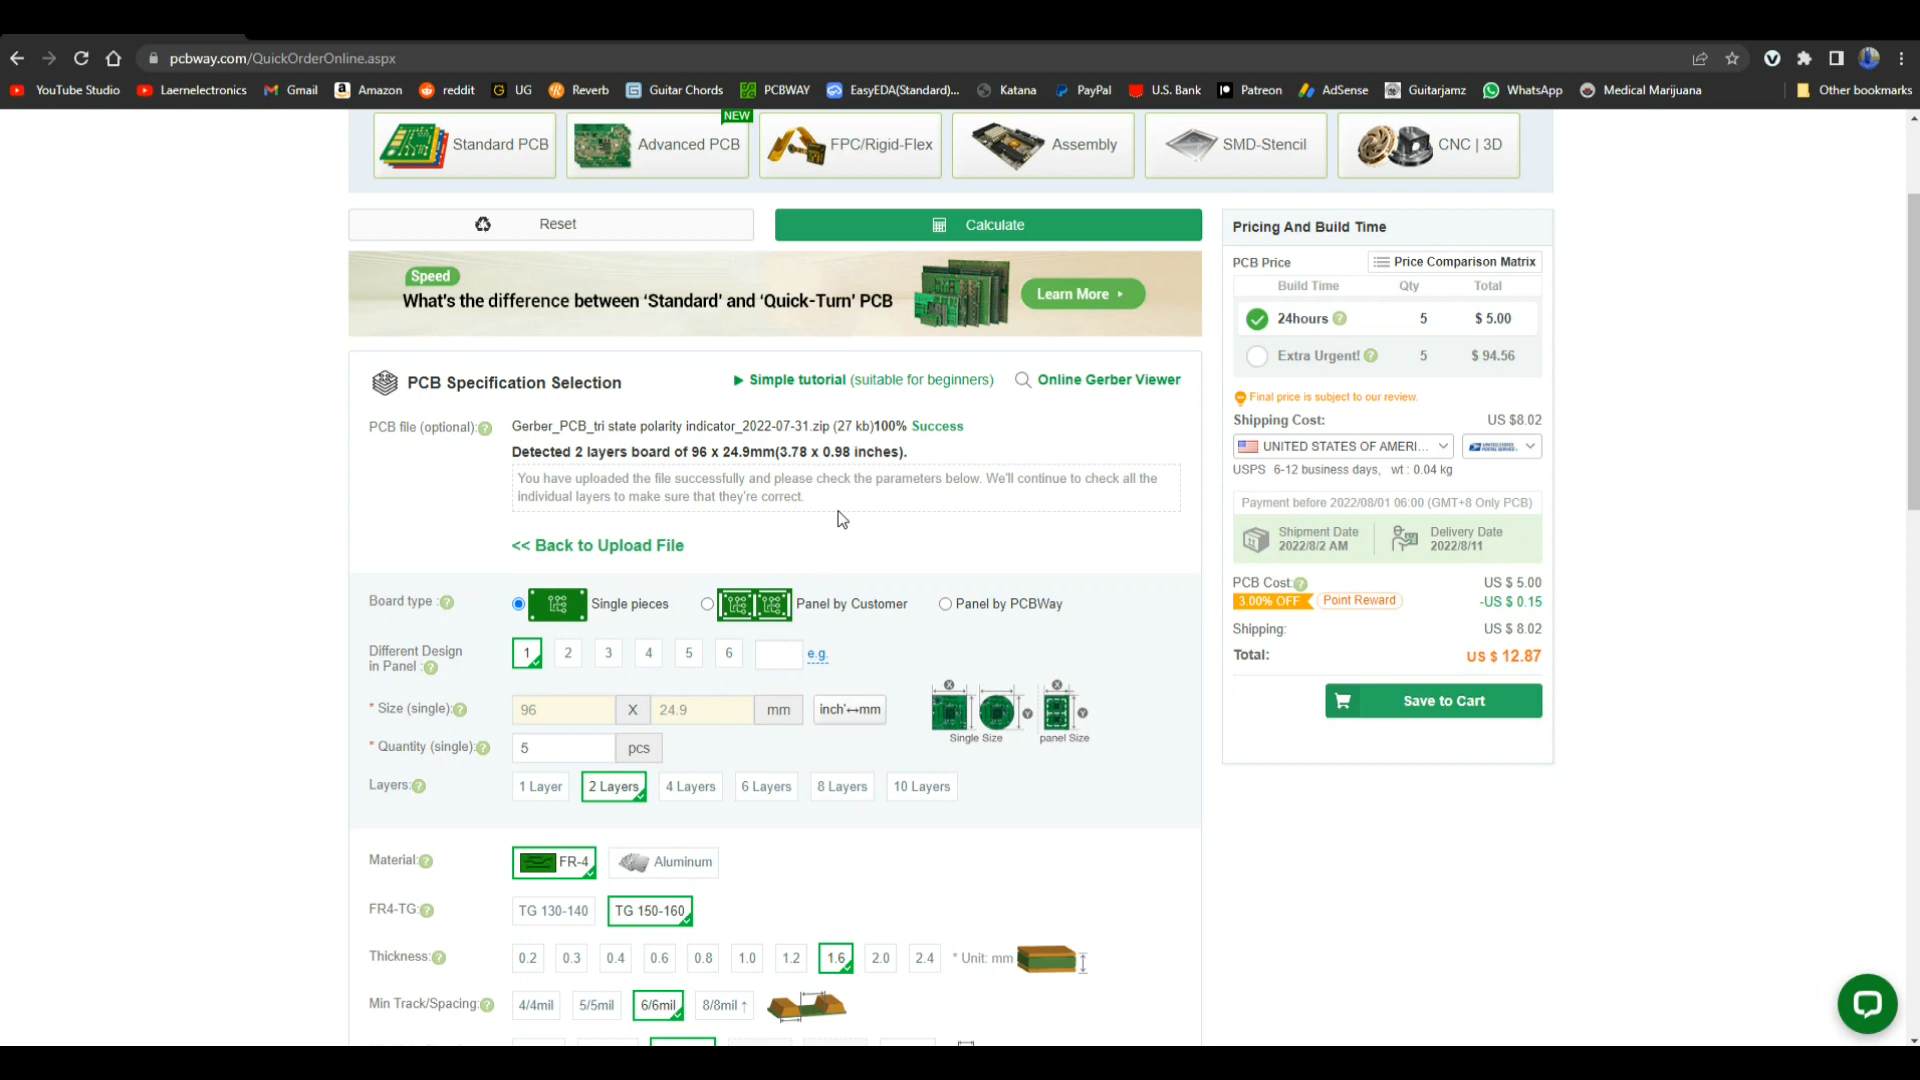 pcbway.com/QuickOrderOnline.aspx
YouTube Studio Laernelectronics Gmail Amazon reddit UG Reverb Guitar Chords PCBWAY EasyEDA(Standard)... Katana PayPal U.S. Bank Patreon AdSense Guitarjamz WhatsApp Medical Marijuana Other bookmarks
NEW
Standard PCB Advanced PCB FPC/Rigid-Flex Assembly SMD-Stencil CNC | 3D
Reset Calculate
Speed
What's the difference between 'Standard' and 'Quick-Turn' PCB
Learn More
PCB Specification Selection
Simple tutorial (suitable for beginners) Online Gerber Viewer
PCB file (optional): Gerber_PCB_tri state polarity indicator_2022-07-31.zip (27 kb)100% Success
Detected 2 layers board of 96 x 24.9mm(3.78 x 0.98 inches).
You have uploaded the file successfully and please check the parameters below. We'll continue to check all the
individual layers to make sure that they're correct.
<< Back to Upload File
Board type : Single pieces Panel by Customer Panel by PCBWay
Different Design
in Panel : 1 2 3 4 5 6 e.g.
* Size (single): 96 X 24.9 mm inch↔mm
X X Y Y
Single Size panel Size
* Quantity (single): 5 pcs
Layers: 1 Layer 2 Layers 4 Layers 6 Layers 8 Layers 10 Layers
Material: FR-4 Aluminum
FR4-TG: TG 130-140 TG 150-160
Thickness: 0.2 0.3 0.4 0.6 0.8 1.0 1.2 1.6 2.0 2.4 * Unit: mm
Min Track/Spacing: 4/4mil 5/5mil 6/6mil 8/8mil ↑
Pricing And Build Time
PCB Price Price Comparison Matrix
Build Time Qty Total
24hours 5 $ 5.00
Extra Urgent! 5 $ 94.56
Final price is subject to our review.
Shipping Cost: US $8.02
UNITED STATES OF AMERI...
USPS 6-12 business days, wt : 0.04 kg
Payment before 2022/08/01 06:00 (GMT+8 Only PCB)
Shipment Date
2022/8/2 AM
Delivery Date
2022/8/11
PCB Cost: US $ 5.00
3.00% OFF Point Reward -US $ 0.15
Shipping: US $ 8.02
Total: US $ 12.87
Save to Cart